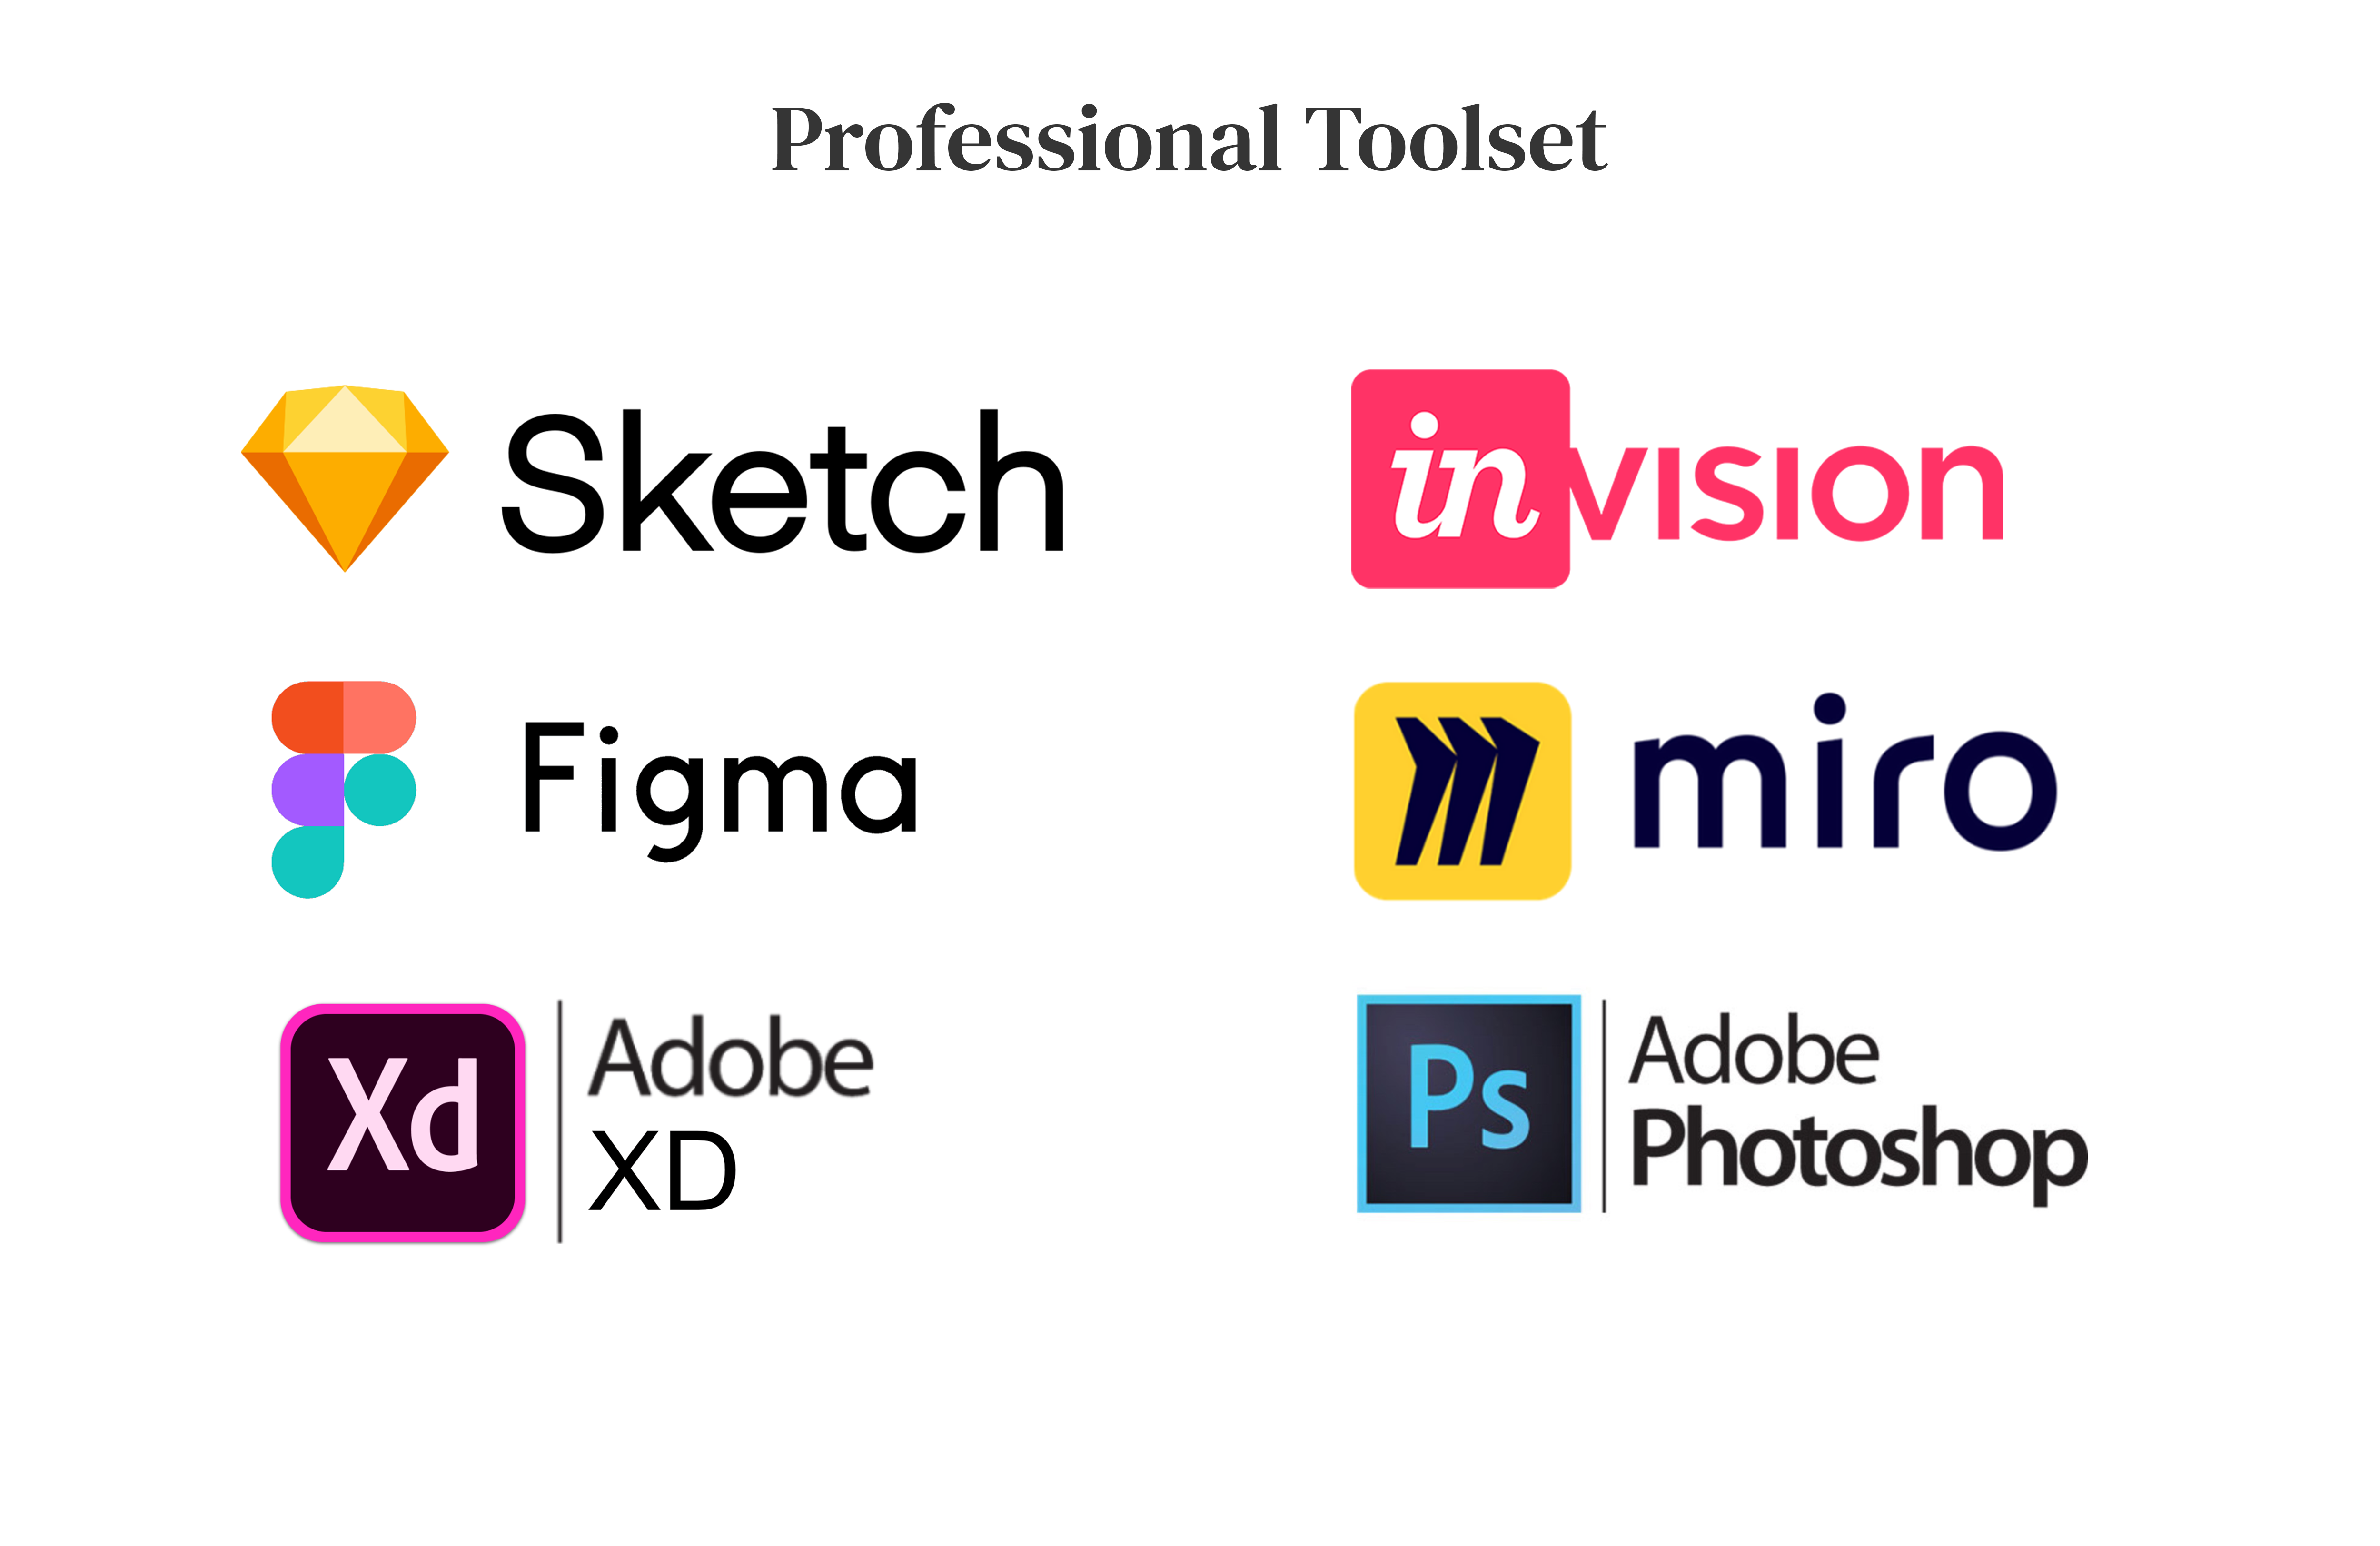 Professional Toolset
Sketch
invision
Figma
miro
Xd
Adobe
XD
Ps
Adobe
Photoshop